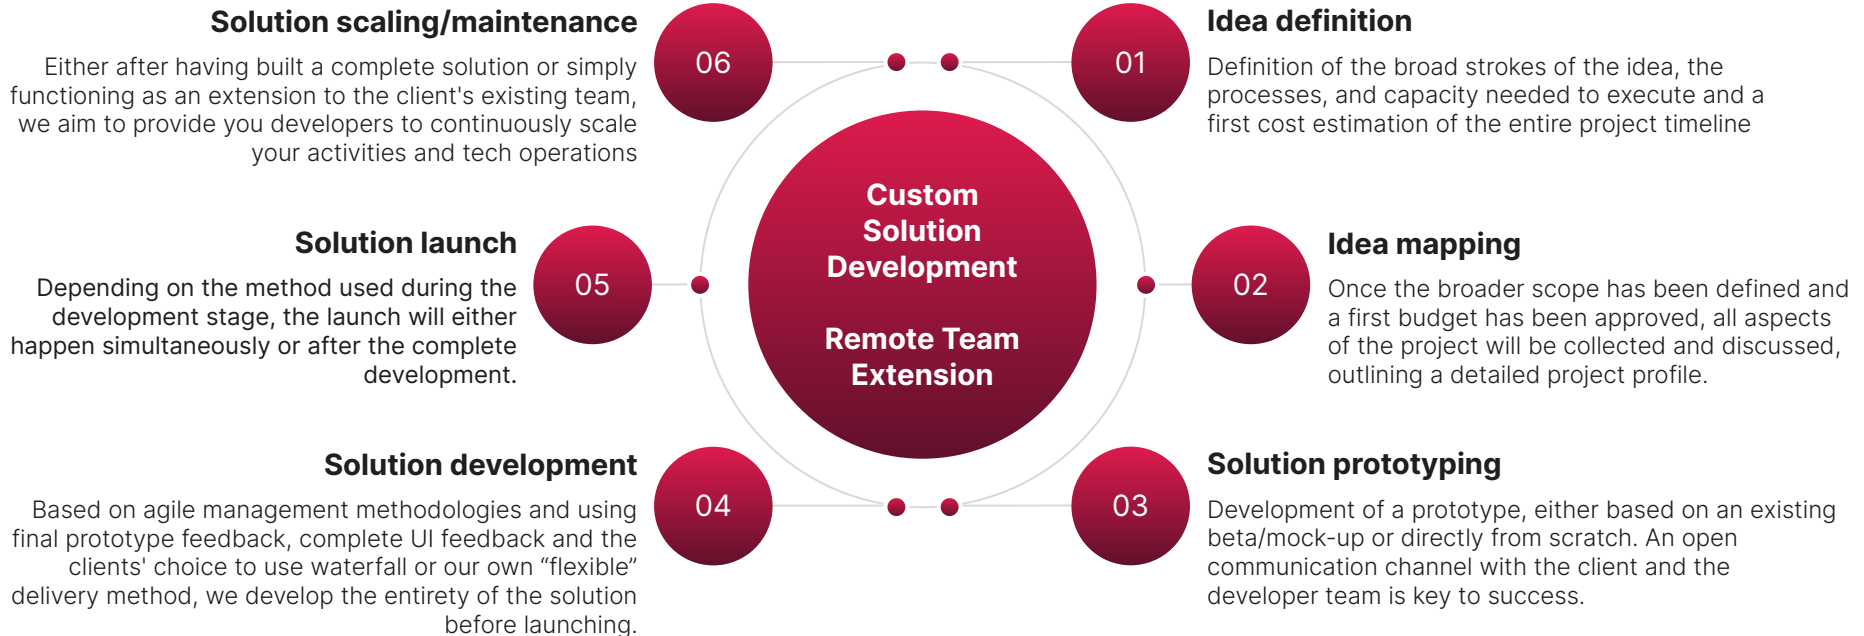 Custom
Solution
Development
Remote Team
Extension
01
Idea definition
Definition of the broad strokes of the idea, the
processes, and capacity needed to execute and a
first cost estimation of the entire project timeline
02
Idea mapping
Once the broader scope has been defined and
a first budget has been approved, all aspects
of the project will be collected and discussed,
outlining a detailed project profile.
03
Solution prototyping
Development of a prototype, either based on an existing
beta/mock-up or directly from scratch. An open
communication channel with the client and the
developer team is key to success.
04
Solution development
Based on agile management methodologies and using
final prototype feedback, complete UI feedback and the
clients' choice to use waterfall or our own “flexible”
delivery method, we develop the entirety of the solution
before launching.
05
Solution launch
Depending on the method used during the
development stage, the launch will either
happen simultaneously or after the complete
development.
06
Solution scaling/maintenance
Either after having built a complete solution or simply
functioning as an extension to the client's existing team,
we aim to provide you developers to continuously scale
your activities and tech operations